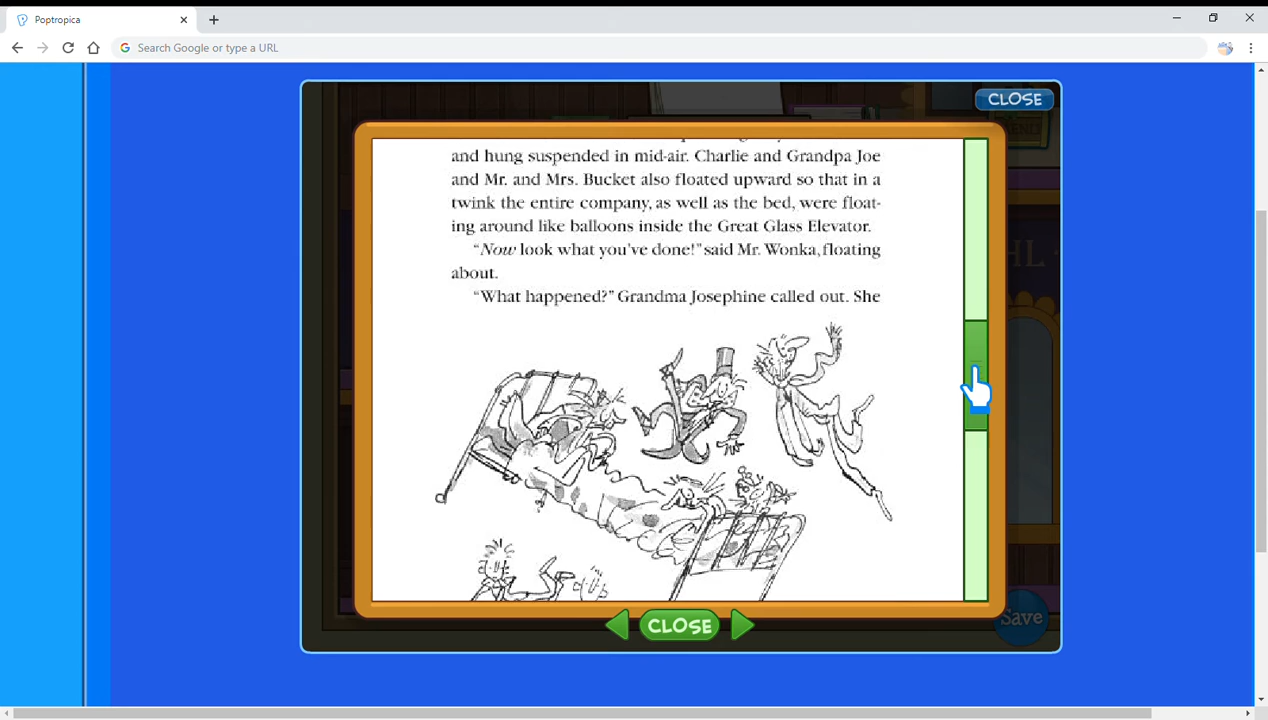 Poptropica
Search Google or type a URL
CLOSE
and hung suspended in mid-air. Charlie and Grandpa Joe
and Mr. and Mrs. Bucket also floated upward so that in a
twink the entire company, as well as the bed, were float-
ing around like balloons inside the Great Glass Elevator.
“Now look what you’ve done!” said Mr. Wonka, floating
about.
“What happened?” Grandma Josephine called out. She
CLOSE
Save